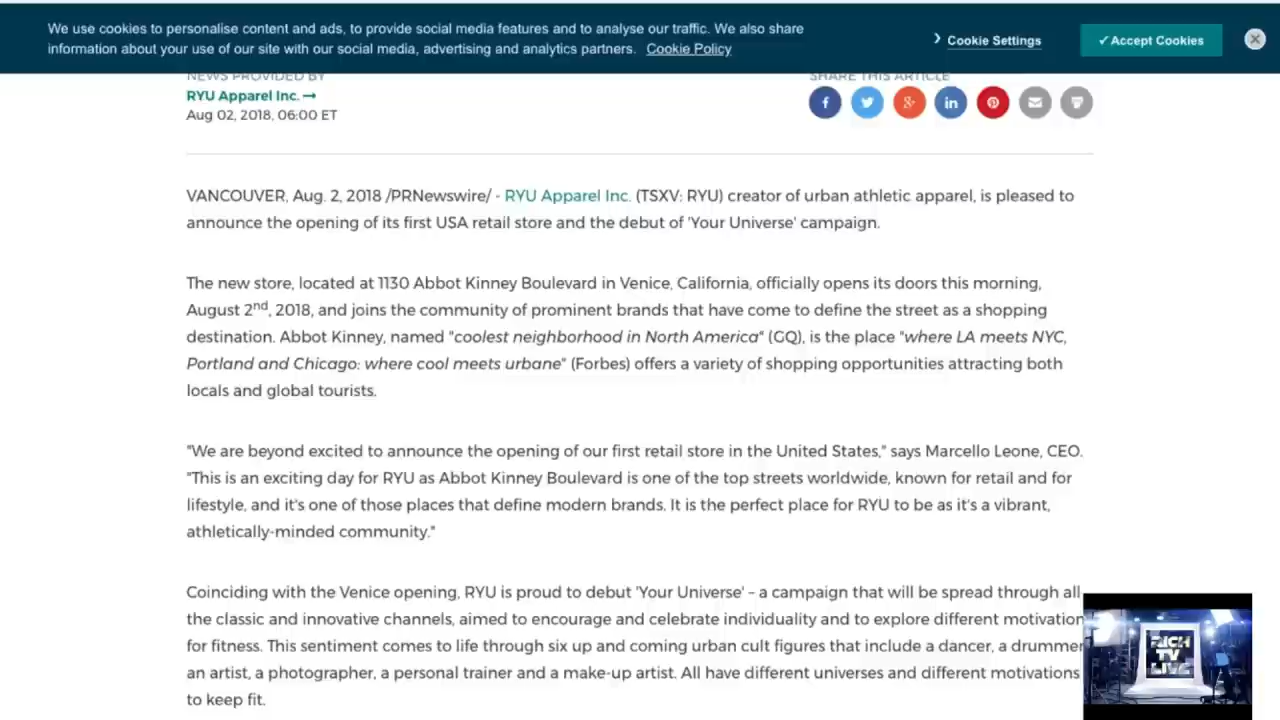 We use cookies to personalise content and ads, to provide social media features and to analyse our traffic. We also share
information about your use of our site with our social media, advertising and analytics partners. Cookie Policy
Cookie Settings
✓Accept Cookies
NEWS PROVIDED BY
SHARE THIS ARTICLE
RYU Apparel Inc. →
Aug 02, 2018, 06:00 ET
VANCOUVER, Aug. 2, 2018 /PRNewswire/ - RYU Apparel Inc. (TSXV: RYU) creator of urban athletic apparel, is pleased to
announce the opening of its first USA retail store and the debut of 'Your Universe' campaign.
The new store, located at 1130 Abbot Kinney Boulevard in Venice, California, officially opens its doors this morning,
August 2nd, 2018, and joins the community of prominent brands that have come to define the street as a shopping
destination. Abbot Kinney, named "coolest neighborhood in North America" (GQ), is the place "where LA meets NYC,
Portland and Chicago: where cool meets urbane" (Forbes) offers a variety of shopping opportunities attracting both
locals and global tourists.
"We are beyond excited to announce the opening of our first retail store in the United States," says Marcello Leone, CEO.
"This is an exciting day for RYU as Abbot Kinney Boulevard is one of the top streets worldwide, known for retail and for
lifestyle, and it's one of those places that define modern brands. It is the perfect place for RYU to be as it's a vibrant,
athletically-minded community."
Coinciding with the Venice opening, RYU is proud to debut 'Your Universe' – a campaign that will be spread through all
the classic and innovative channels, aimed to encourage and celebrate individuality and to explore different motivation
for fitness. This sentiment comes to life through six up and coming urban cult figures that include a dancer, a drummer
an artist, a photographer, a personal trainer and a make-up artist. All have different universes and different motivations
to keep fit.
RICH
TV
LIVE